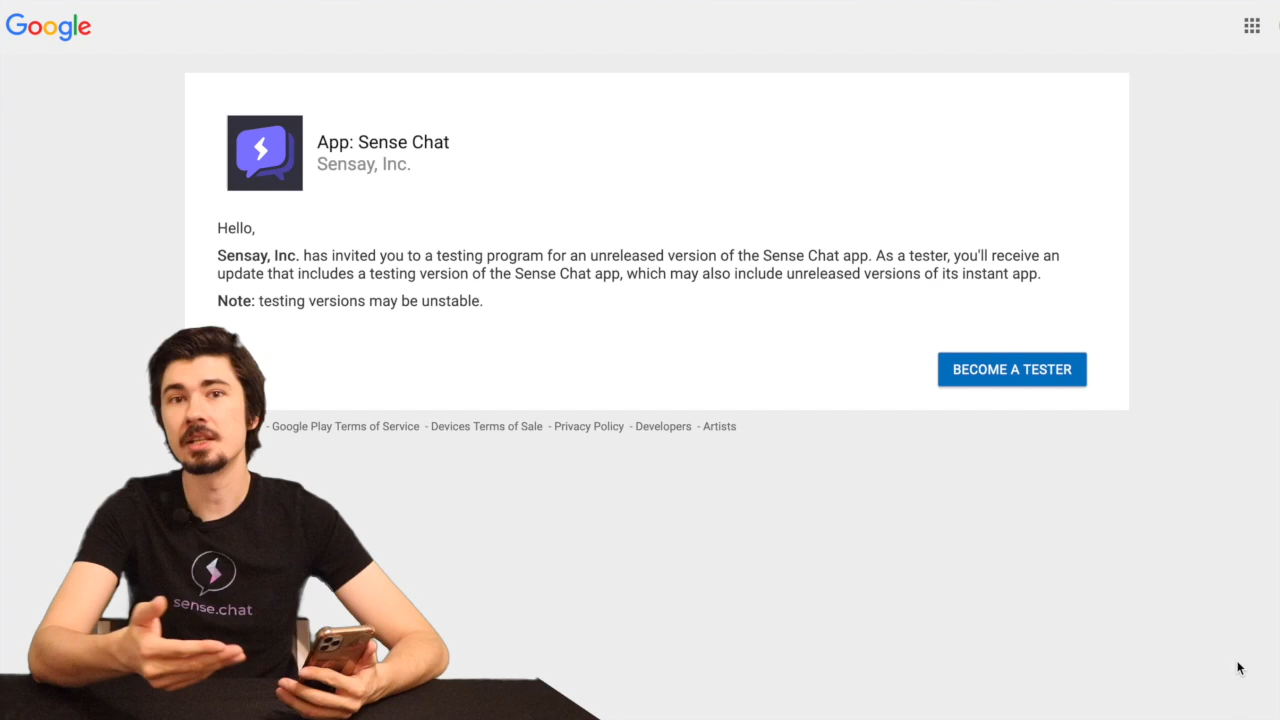 Google
App: Sense Chat
Sensay, Inc.
Hello,
Sensay, Inc. has invited you to a testing program for an unreleased version of the Sense Chat app. As a tester, you'll receive an
update that includes a testing version of the Sense Chat app, which may also include unreleased versions of its instant app.
Note: testing versions may be unstable.
BECOME A TESTER
- Google Play Terms of Service - Devices Terms of Sale - Privacy Policy - Developers - Artists
sense.chat